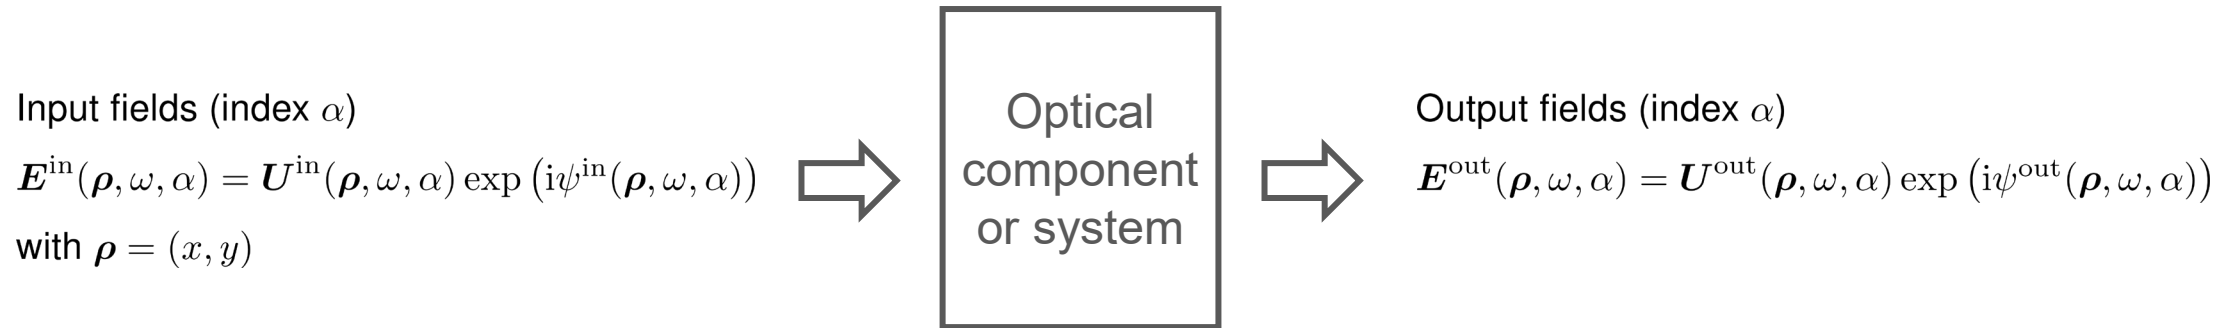 Input fields (index α)
𝑬^in(𝝆, ω, α) = 𝑼^in(𝝆, ω, α) exp (iψ^in(𝝆, ω, α))
with 𝝆 = (x, y)
Optical
component
or system
Output fields (index α)
𝑬^out(𝝆, ω, α) = 𝑼^out(𝝆, ω, α) exp (iψ^out(𝝆, ω, α))